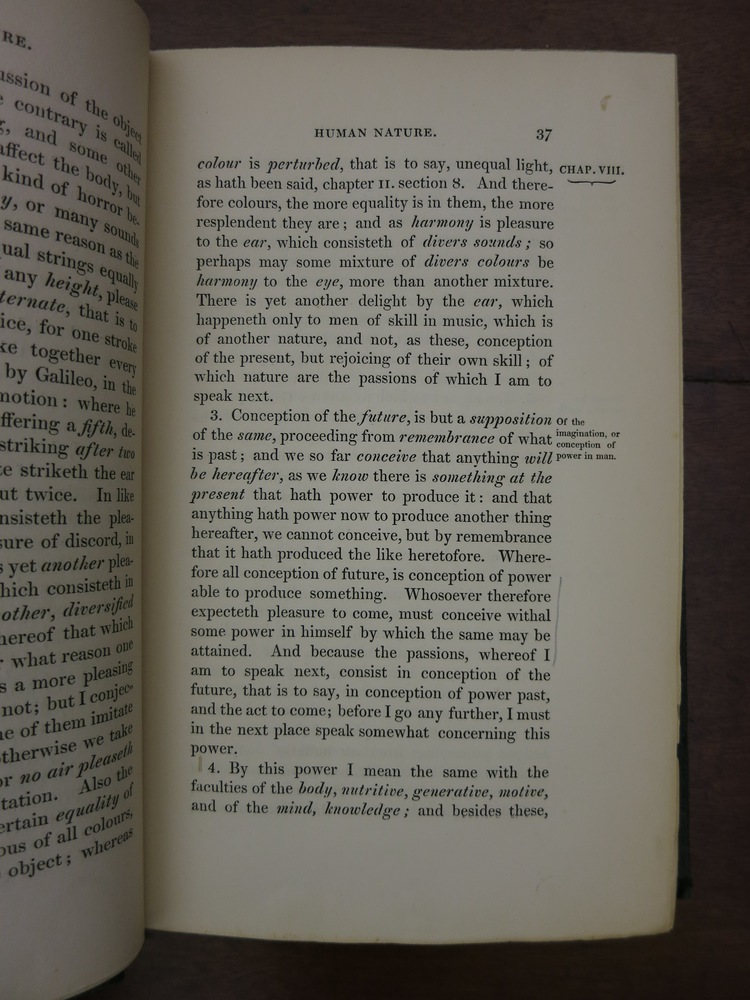 RE.
ussion of the object
contrary is called
, and some other
affect the body, but
kind of horror be-
y, or many sounds
same reason as the
ual strings equally
any height, please
ternate, that is to
ice, for one stroke
ke together every
by Galileo, in the
motion: where he
ffering a fifth, de-
striking after two
te striketh the ear
ut twice. In like
nsisteth the plea-
sure of discord, in
s yet another plea-
hich consisteth in
other, diversified
hereof that which
r what reason one
s a more pleasing
not; but I conjec-
ne of them imitate
otherwise we take
or no air pleaseth
tation. Also the
ertain equality of
ous of all colours,
object; whereas
HUMAN NATURE. 37
colour is perturbed, that is to say, unequal light,
as hath been said, chapter II. section 8. And there-
fore colours, the more equality is in them, the more
resplendent they are; and as harmony is pleasure
to the ear, which consisteth of divers sounds; so
perhaps may some mixture of divers colours be
harmony to the eye, more than another mixture.
There is yet another delight by the ear, which
happeneth only to men of skill in music, which is
of another nature, and not, as these, conception
of the present, but rejoicing of their own skill; of
which nature are the passions of which I am to
speak next.
3. Conception of the future, is but a supposition
of the same, proceeding from remembrance of what
is past; and we so far conceive that anything will
be hereafter, as we know there is something at the
present that hath power to produce it: and that
anything hath power now to produce another thing
hereafter, we cannot conceive, but by remembrance
that it hath produced the like heretofore. Where-
fore all conception of future, is conception of power
able to produce something. Whosoever therefore
expecteth pleasure to come, must conceive withal
some power in himself by which the same may be
attained. And because the passions, whereof I
am to speak next, consist in conception of the
future, that is to say, in conception of power past,
and the act to come; before I go any further, I must
in the next place speak somewhat concerning this
power.
4. By this power I mean the same with the
faculties of the body, nutritive, generative, motive,
and of the mind, knowledge; and besides these,
CHAP. VIII.
Of the
imagination, or
conception of
power in man.